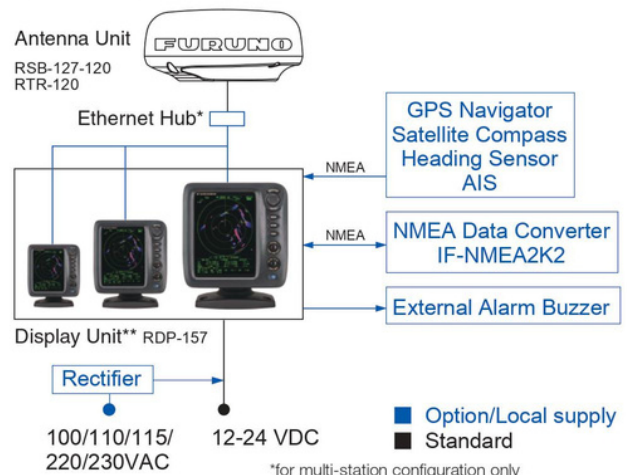 Antenna Unit
FURUNO
RSB-127-120
RTR-120
Ethernet Hub*
GPS Navigator
Satellite Compass
Heading Sensor
AIS
NMEA
NMEA
NMEA Data Converter
IF-NMEA2K2
External Alarm Buzzer
Display Unit** RDP-157
Rectifier
100/110/115/
220/230VAC
12-24 VDC
Option/Local supply
Standard
*for multi-station configuration only